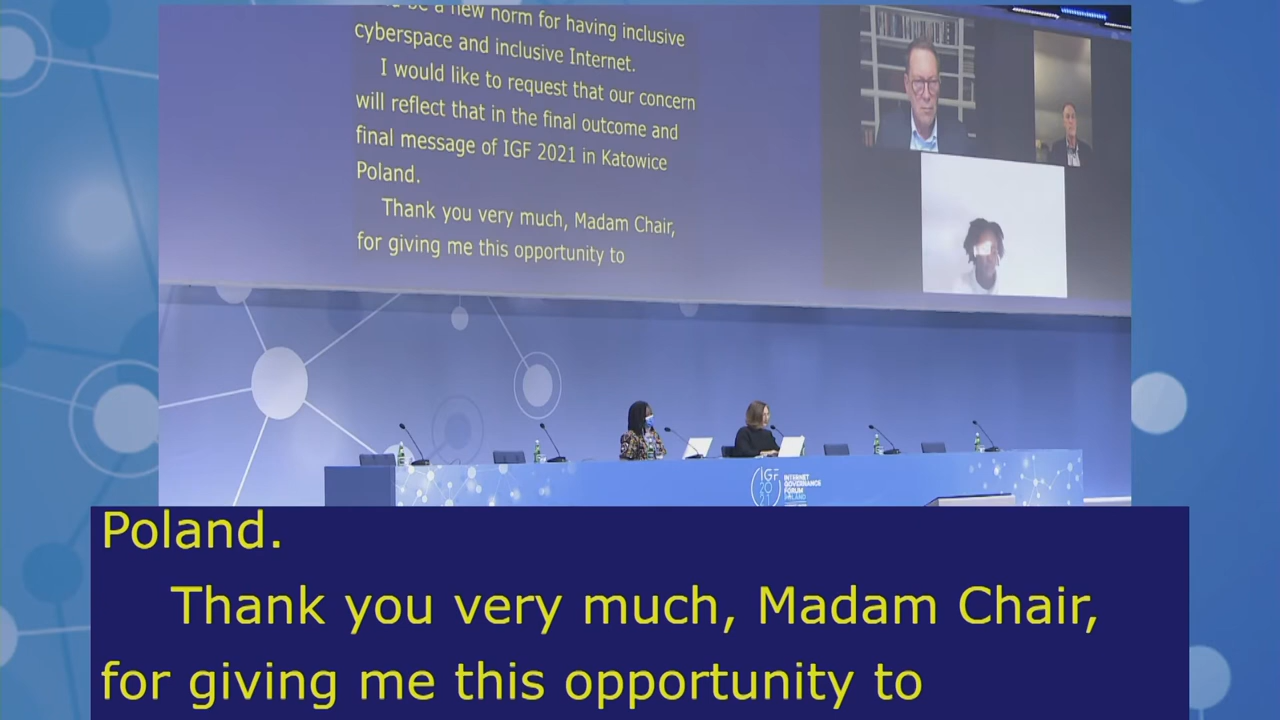 be a new norm for having inclusive
cyberspace and inclusive Internet.
I would like to request that our concern
will reflect that in the final outcome and
final message of IGF 2021 in Katowice
Poland.
Thank you very much, Madam Chair,
for giving me this opportunity to
IGF
20
21
INTERNET
GOVERNANCE
FORUM
POLAND
Poland.
Thank you very much, Madam Chair,
for giving me this opportunity to